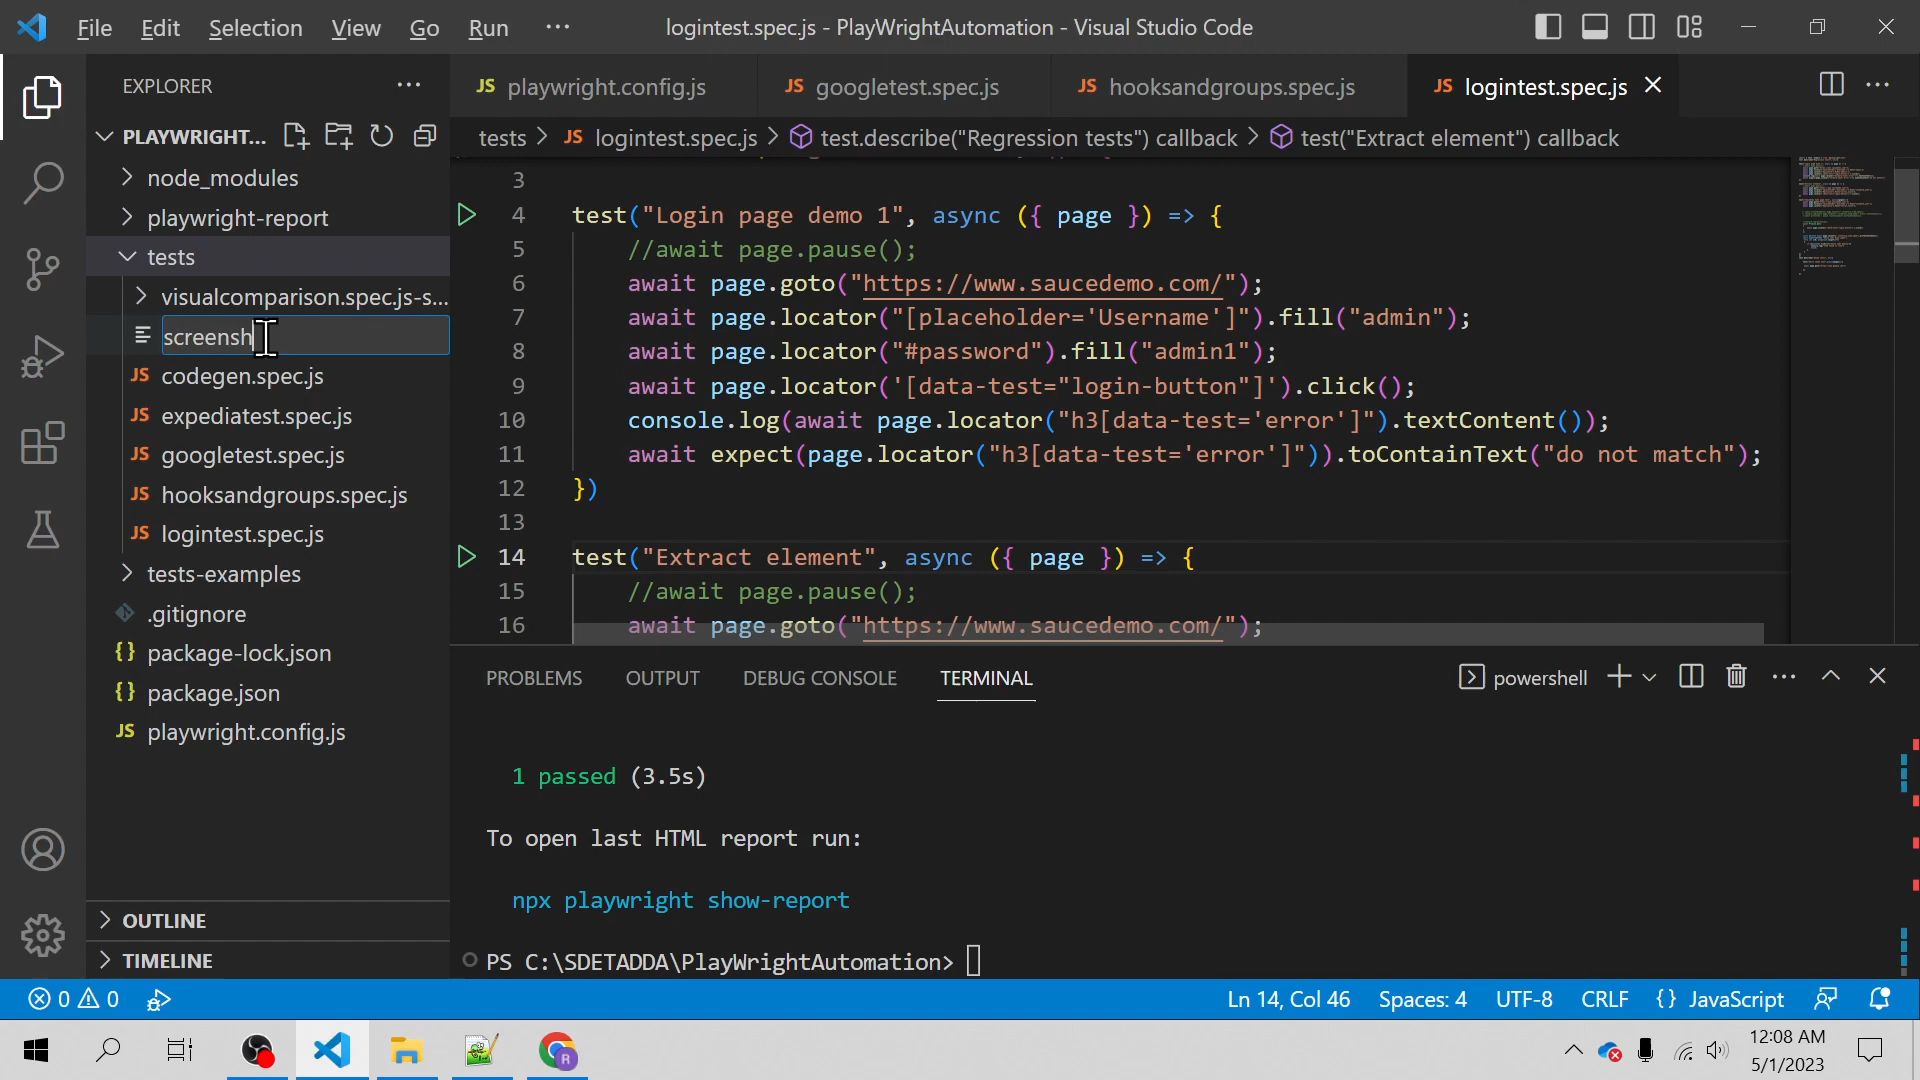 File Edit Selection View Go Run ··· logintest.spec.js - PlayWrightAutomation - Visual Studio Code
EXPLORER ···
JS playwright.config.js JS googletest.spec.js JS hooksandgroups.spec.js JS logintest.spec.js ···
PLAYWRIGHT...
tests > JS logintest.spec.js > test.describe("Regression tests") callback > test("Extract element") callback
node_modules
playwright-report
tests
visualcomparison.spec.js-s...
screensh
JS codegen.spec.js
JS expediatest.spec.js
JS googletest.spec.js
JS hooksandgroups.spec.js
JS logintest.spec.js
tests-examples
.gitignore
{} package-lock.json
{} package.json
JS playwright.config.js
OUTLINE
TIMELINE
3
4 test("Login page demo 1", async ({ page }) => {
5 //await page.pause();
6 await page.goto("https://www.saucedemo.com/");
7 await page.locator("[placeholder='Username']").fill("admin");
8 await page.locator("#password").fill("admin1");
9 await page.locator('[data-test="login-button"]').click();
10 console.log(await page.locator("h3[data-test='error']").textContent());
11 await expect(page.locator("h3[data-test='error']")).toContainText("do not match");
12 })
13
14 test("Extract element", async ({ page }) => {
15 //await page.pause();
16 await page.goto("https://www.saucedemo.com/");
PROBLEMS OUTPUT DEBUG CONSOLE TERMINAL powershell ···
1 passed (3.5s)
To open last HTML report run:
npx playwright show-report
PS C:\SDETADDA\PlayWrightAutomation>
0 0 Ln 14, Col 46 Spaces: 4 UTF-8 CRLF {} JavaScript
R
12:08 AM
5/1/2023